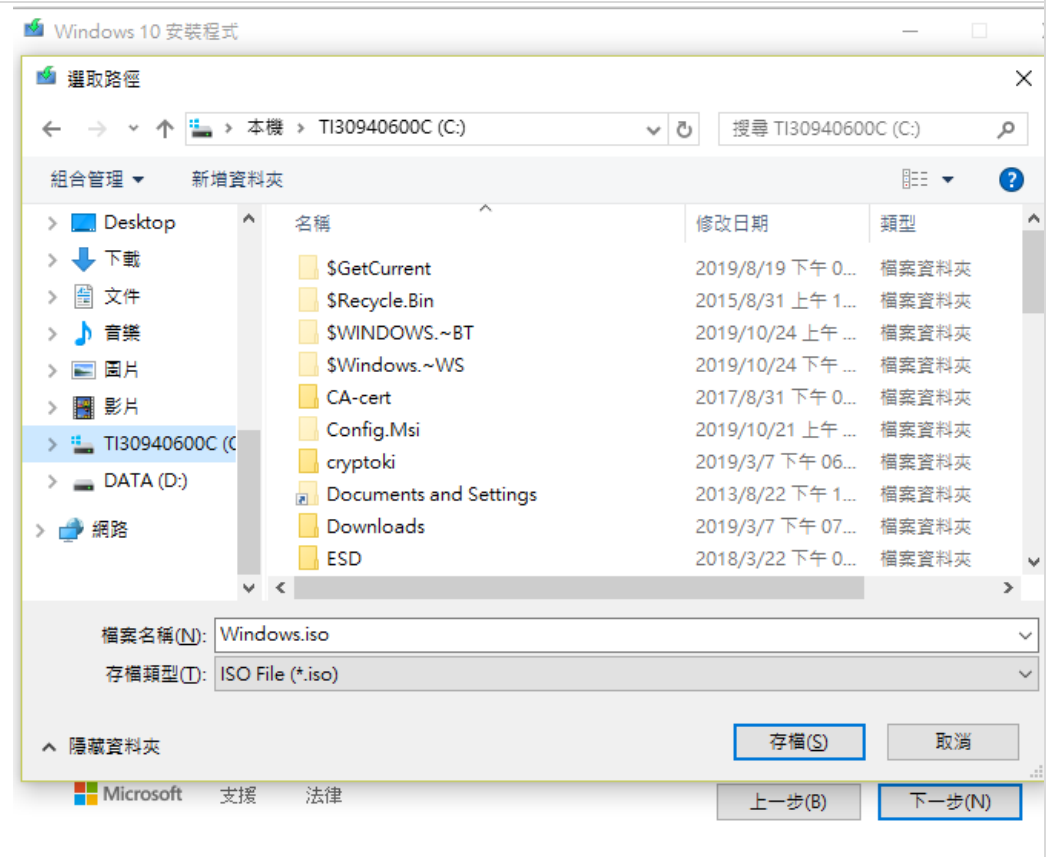 Windows 10 安裝程式
選取路徑
本機 > TI30940600C (C:)
搜尋 TI30940600C (C:)
組合管理 新增資料夾
Desktop
下載
文件
音樂
圖片
影片
TI30940600C (C
DATA (D:)
網路
名稱 修改日期 類型
$GetCurrent 2019/8/19 下午 0... 檔案資料夾
$Recycle.Bin 2015/8/31 上午 1... 檔案資料夾
$WINDOWS.~BT 2019/10/24 上午 ... 檔案資料夾
$Windows.~WS 2019/10/24 下午 ... 檔案資料夾
CA-cert 2017/8/31 下午 0... 檔案資料夾
Config.Msi 2019/10/21 上午 ... 檔案資料夾
cryptoki 2019/3/7 下午 06... 檔案資料夾
Documents and Settings 2013/8/22 下午 1... 檔案資料夾
Downloads 2019/3/7 下午 07... 檔案資料夾
ESD 2018/3/22 下午 0... 檔案資料夾
檔案名稱(N): Windows.iso
存檔類型(T): ISO File (*.iso)
隱藏資料夾 存檔(S) 取消
Microsoft 支援 法律 上一步(B) 下一步(N)